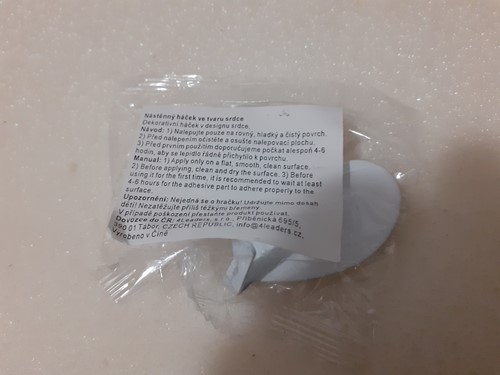 Nástěnný háček ve tvaru srdce
Dekorativní háček v designu srdce.
Návod: 1) Nalepujte pouze na rovný, hladký a čistý povrch.
2) Před nalepením očistěte a osušte nalepovací plochu.
3) Před prvním použitím doporučujeme počkat alespoň 4-6
hodin, aby se lepidlo řádně přichytilo k povrchu.
Manual: 1) Apply only on a flat, smooth, clean surface.
2) Before applying, clean and dry the surface. 3) Before
using it for the first time, it is recommended to wait at least
4-6 hours for the adhesive part to adhere properly to the
surface.
Upozornění: Nejedná se o hračku! Udržujte mimo dosah
dětí! Nezatěžujte příliš těžkými břemeny.
V případě poškození přestaňte produkt používat.
Dovozce do ČR: 4Leaders, s.r.o., Příběnická 695/5,
390 01 Tábor, CZECH REPUBLIC, info@4leaders.cz,
Vyrobeno v Číně